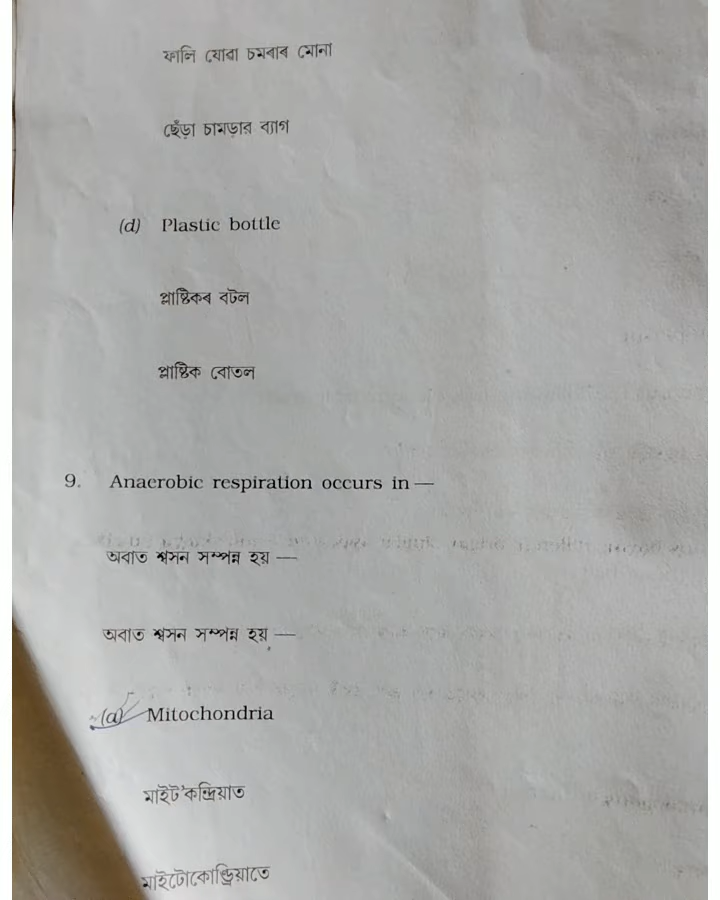 ফালি যোৱা চমৰাৰ মোনা
ছেঁড়া চামড়ার ব্যাগ
(d) Plastic bottle
প্লাষ্টিকৰ বটল
প্লাষ্টিক বোতল
9. Anaerobic respiration occurs in —
অবাত শ্বসন সম্পন্ন হয় —
অবাত শ্বসন সম্পন্ন হয় —
(a) Mitochondria
মাইট'কন্ড্রিয়াত
মাইটোকোণ্ড্রিয়াতে